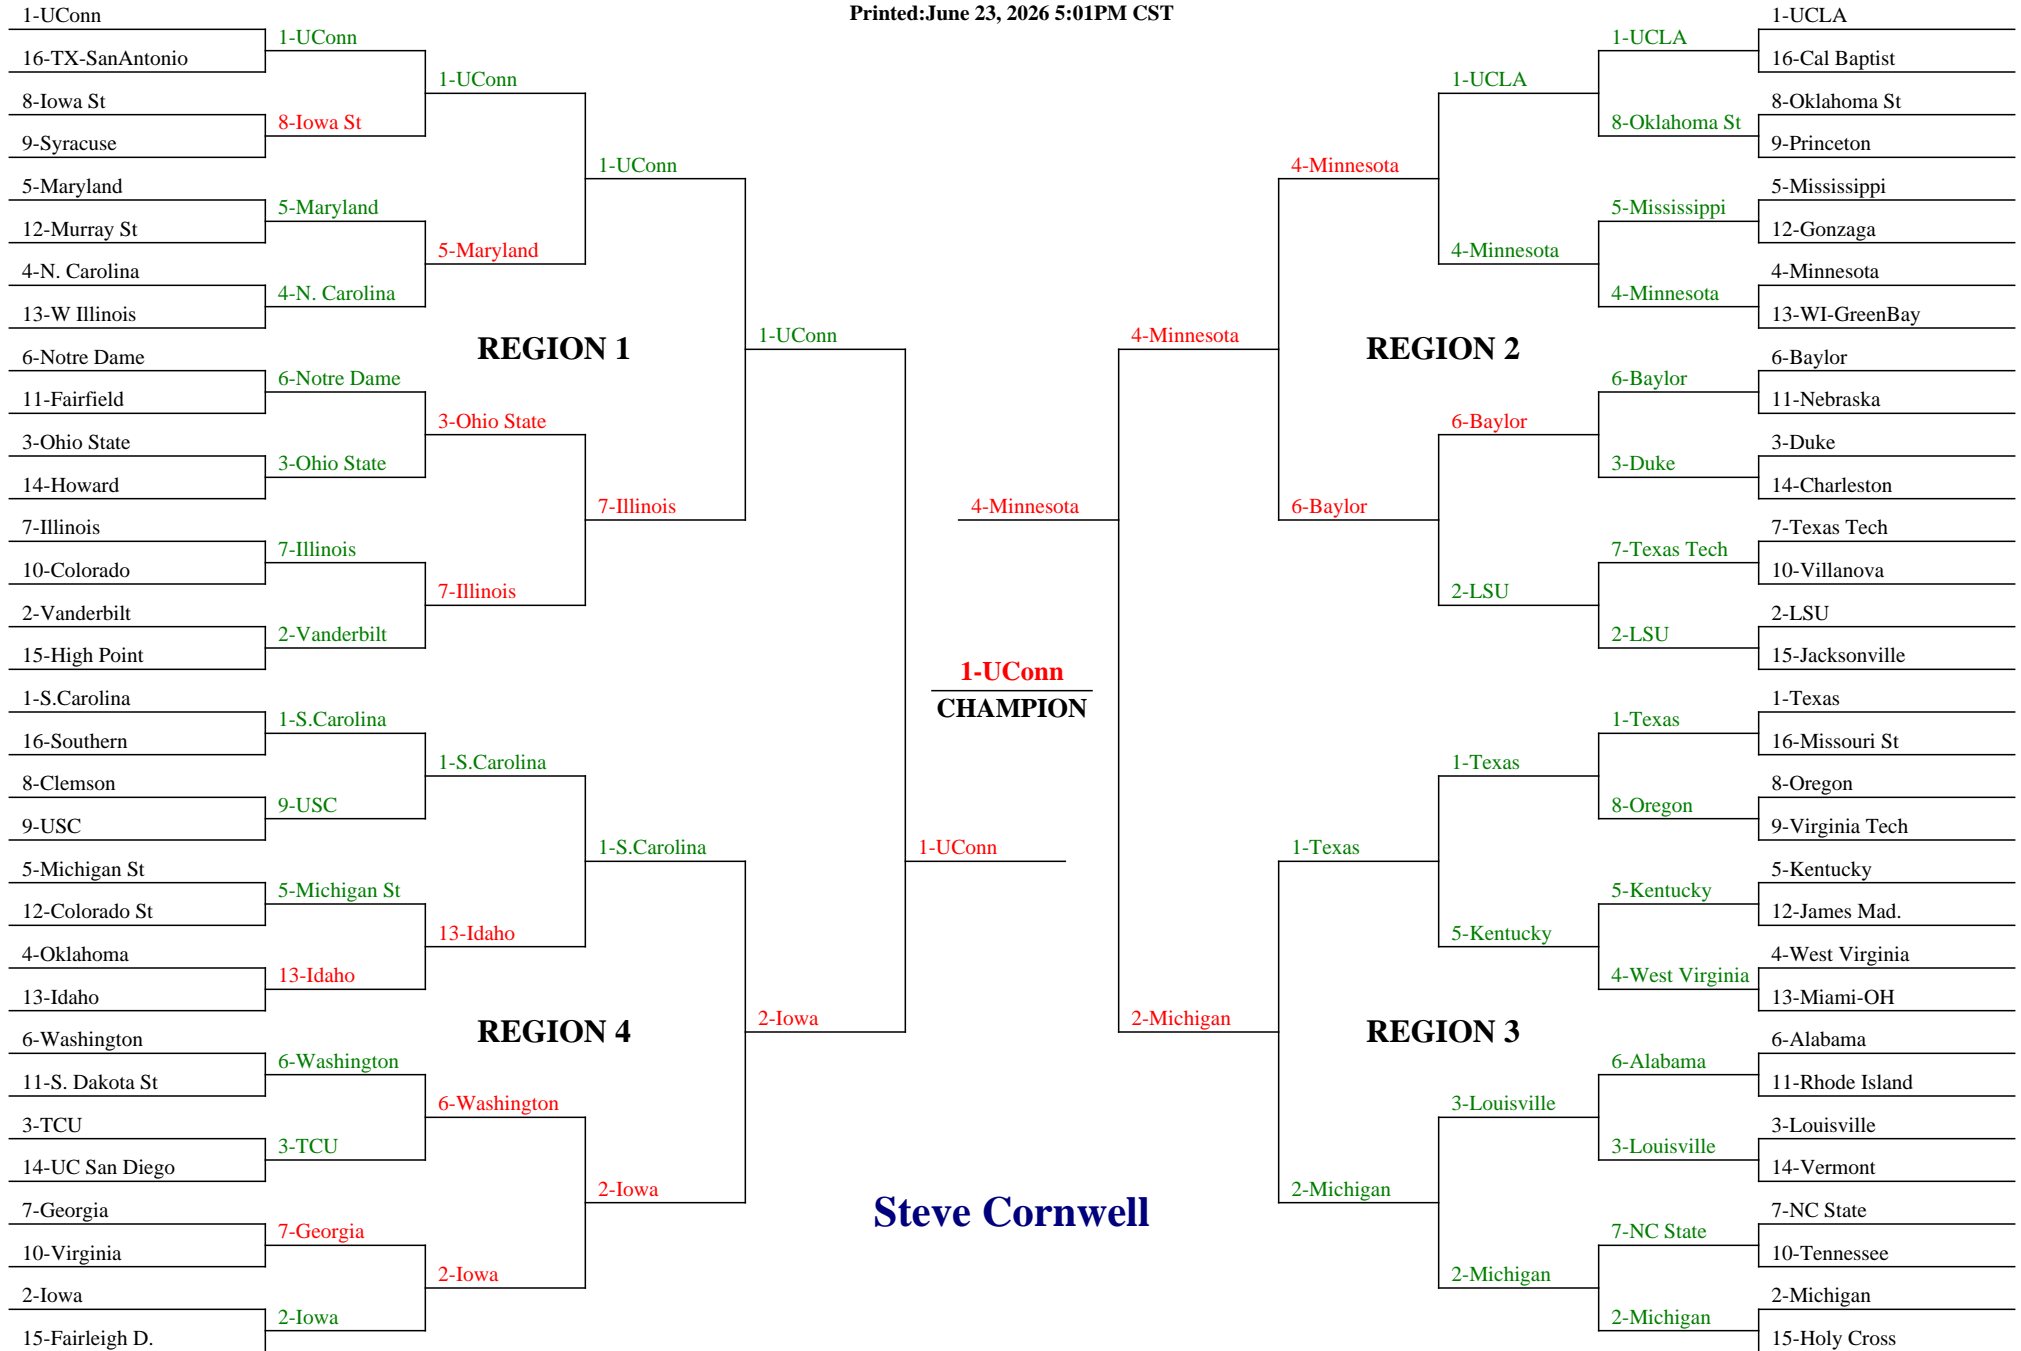 Printed:June 23, 2026 5:01PM CST
1-UConn
16-TX-SanAntonio
8-Iowa St
9-Syracuse
5-Maryland
12-Murray St
4-N. Carolina
13-W Illinois
6-Notre Dame
11-Fairfield
3-Ohio State
14-Howard
7-Illinois
10-Colorado
2-Vanderbilt
15-High Point
1-S.Carolina
16-Southern
8-Clemson
9-USC
5-Michigan St
12-Colorado St
4-Oklahoma
13-Idaho
6-Washington
11-S. Dakota St
3-TCU
14-UC San Diego
7-Georgia
10-Virginia
2-Iowa
15-Fairleigh D.
1-UConn
8-Iowa St
5-Maryland
4-N. Carolina
6-Notre Dame
3-Ohio State
7-Illinois
2-Vanderbilt
1-S.Carolina
9-USC
5-Michigan St
13-Idaho
6-Washington
3-TCU
7-Georgia
2-Iowa
1-UConn
5-Maryland
3-Ohio State
7-Illinois
1-S.Carolina
13-Idaho
6-Washington
2-Iowa
REGION 1
REGION 4
1-UConn
7-Illinois
1-S.Carolina
2-Iowa
1-UConn
2-Iowa
1-UConn
1-UConn
CHAMPION
Steve Cornwell
4-Minnesota
4-Minnesota
2-Michigan
4-Minnesota
6-Baylor
1-Texas
2-Michigan
REGION 2
REGION 3
1-UCLA
4-Minnesota
6-Baylor
2-LSU
1-Texas
5-Kentucky
3-Louisville
2-Michigan
1-UCLA
8-Oklahoma St
5-Mississippi
4-Minnesota
6-Baylor
3-Duke
7-Texas Tech
2-LSU
1-Texas
8-Oregon
5-Kentucky
4-West Virginia
6-Alabama
3-Louisville
7-NC State
2-Michigan
1-UCLA
16-Cal Baptist
8-Oklahoma St
9-Princeton
5-Mississippi
12-Gonzaga
4-Minnesota
13-WI-GreenBay
6-Baylor
11-Nebraska
3-Duke
14-Charleston
7-Texas Tech
10-Villanova
2-LSU
15-Jacksonville
1-Texas
16-Missouri St
8-Oregon
9-Virginia Tech
5-Kentucky
12-James Mad.
4-West Virginia
13-Miami-OH
6-Alabama
11-Rhode Island
3-Louisville
14-Vermont
7-NC State
10-Tennessee
2-Michigan
15-Holy Cross